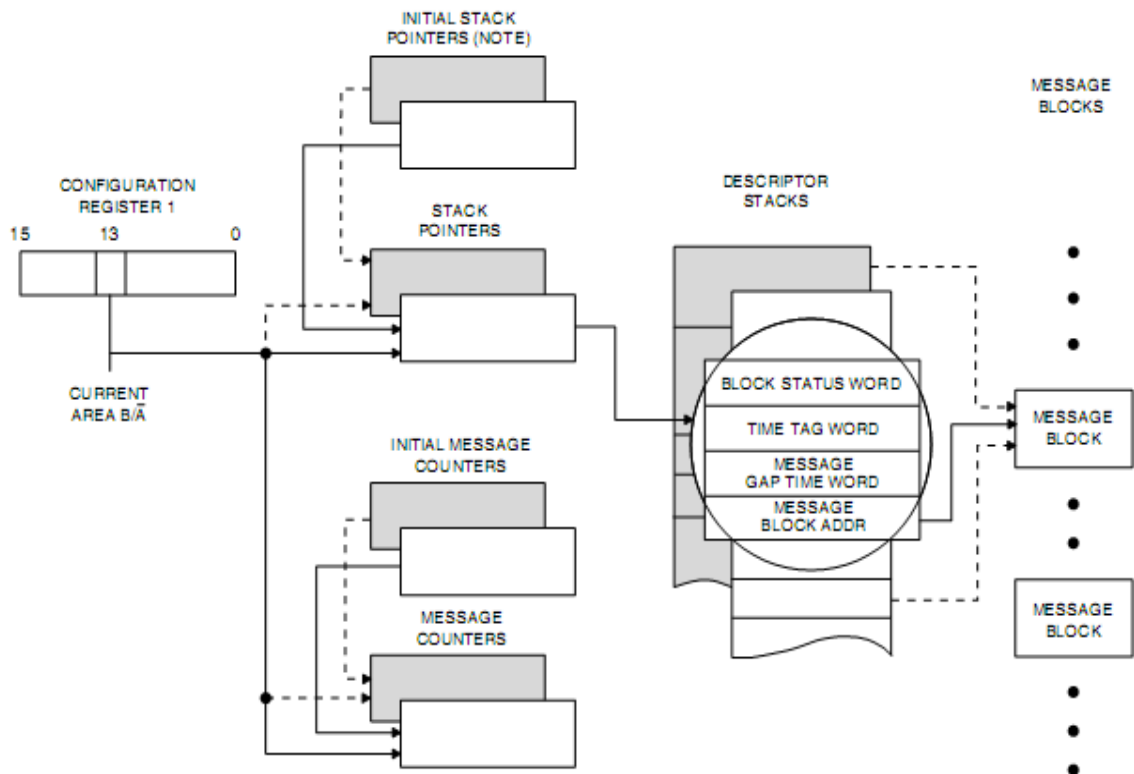 INITIAL STACK
POINTERS (NOTE)
MESSAGE
BLOCKS
CONFIGURATION
REGISTER 1
15 13 0
STACK
POINTERS
DESCRIPTOR
STACKS
CURRENT
AREA B/A̅
BLOCK STATUS WORD
TIME TAG WORD
MESSAGE
GAP TIME WORD
MESSAGE
BLOCK ADDR
MESSAGE
BLOCK
INITIAL MESSAGE
COUNTERS
MESSAGE
COUNTERS
MESSAGE
BLOCK